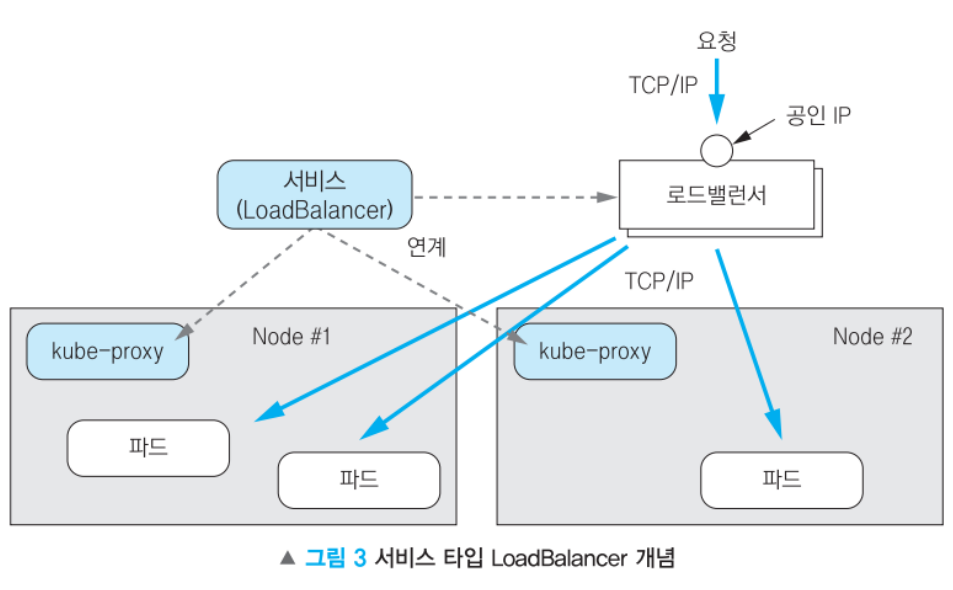 요청
TCP/IP
공인 IP
서비스
(LoadBalancer)
로드밸런서
연계
TCP/IP
kube-proxy
Node #1
kube-proxy
Node #2
파드
파드
파드
▲ 그림 3 서비스 타입 LoadBalancer 개념